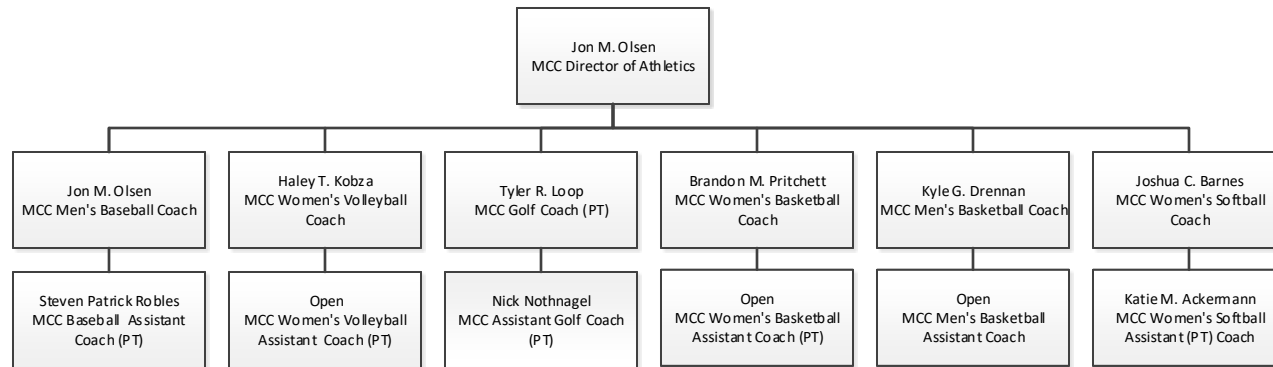 Jon M. Olsen
MCC Director of Athletics
Jon M. Olsen
MCC Men's Baseball Coach
Haley T. Kobza
MCC Women's Volleyball
Coach
Tyler R. Loop
MCC Golf Coach (PT)
Brandon M. Pritchett
MCC Women's Basketball
Coach
Kyle G. Drennan
MCC Men's Basketball Coach
Joshua C. Barnes
MCC Women's Softball
Coach
Steven Patrick Robles
MCC Baseball Assistant
Coach (PT)
Open
MCC Women's Volleyball
Assistant Coach (PT)
Nick Nothnagel
MCC Assistant Golf Coach
(PT)
Open
MCC Women's Basketball
Assistant Coach (PT)
Open
MCC Men's Basketball
Assistant Coach
Katie M. Ackermann
MCC Women's Softball
Assistant (PT) Coach